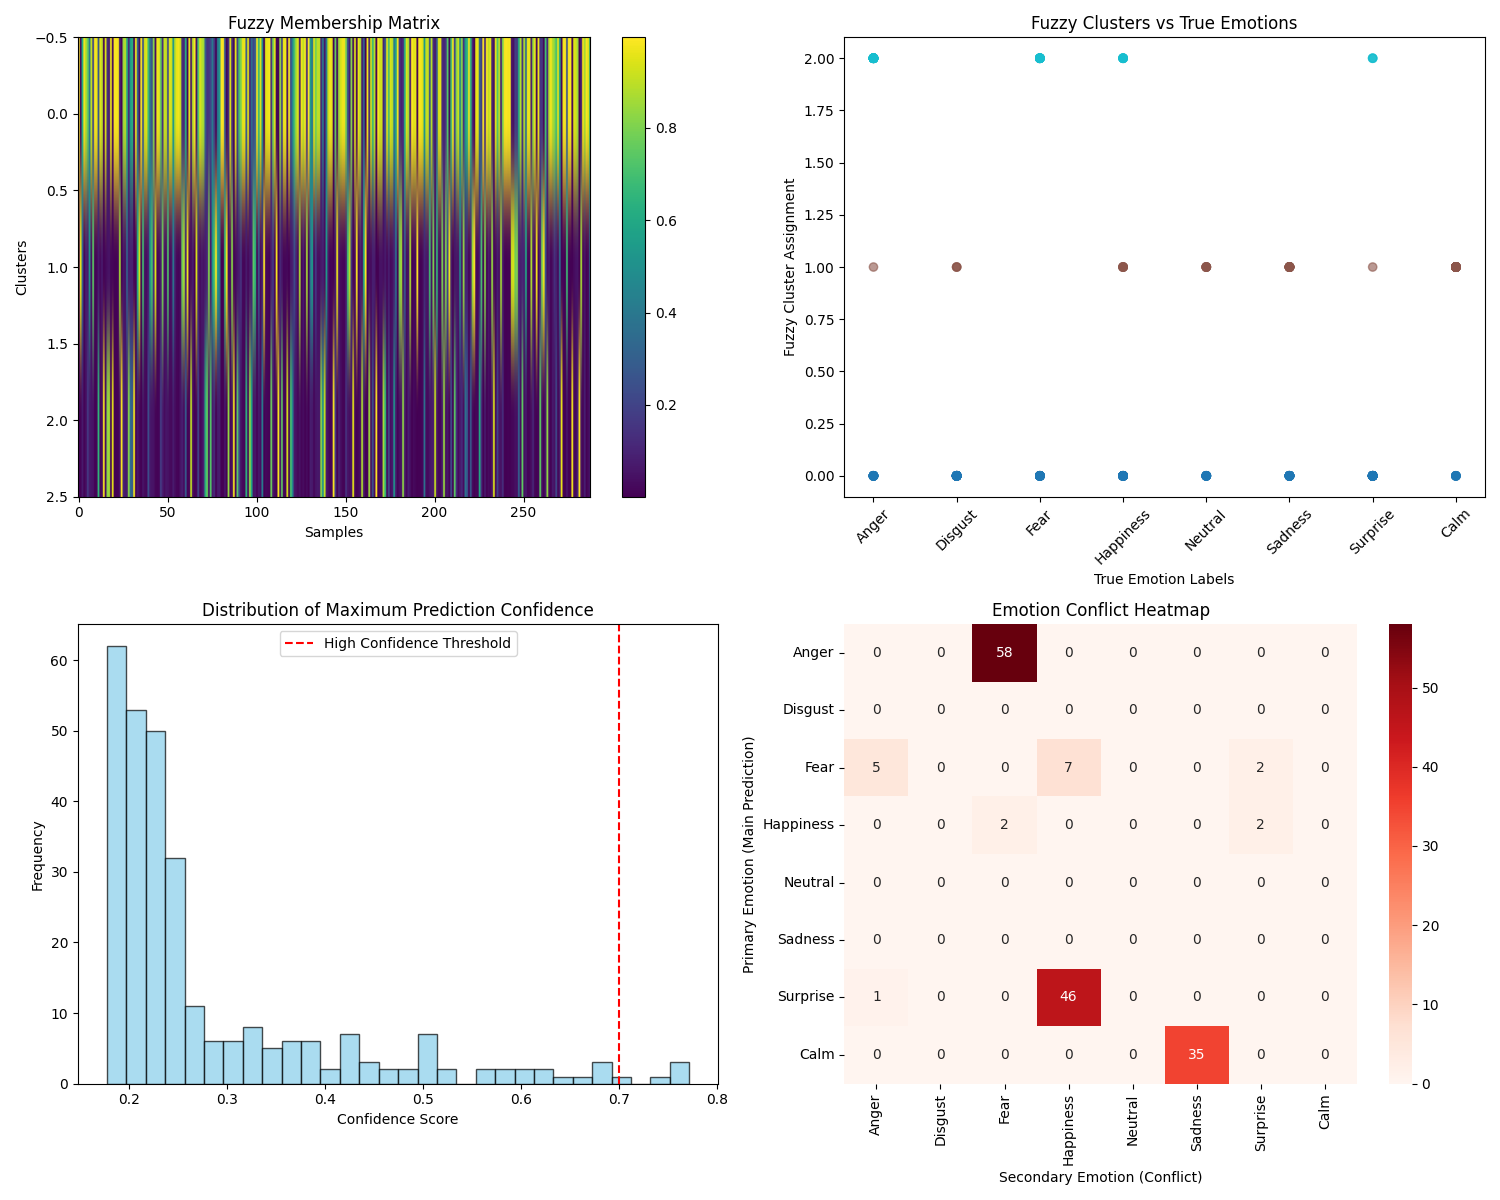 Fuzzy Membership Matrix
−0.5
0.0
0.5
1.0
1.5
2.0
2.5
Clusters
0 50 100 150 200 250
Samples
0.8
0.6
0.4
0.2
Fuzzy Clusters vs True Emotions
2.00
1.75
1.50
1.25
1.00
0.75
0.50
0.25
0.00
Fuzzy Cluster Assignment
Anger Disgust Fear Happiness Neutral Sadness Surprise Calm
True Emotion Labels
Distribution of Maximum Prediction Confidence
High Confidence Threshold
60
50
40
30
20
10
0
Frequency
0.2 0.3 0.4 0.5 0.6 0.7 0.8
Confidence Score
Emotion Conflict Heatmap
Primary Emotion (Main Prediction)
Anger 0 0 58 0 0 0 0 0
Disgust 0 0 0 0 0 0 0 0
Fear 5 0 0 7 0 0 2 0
Happiness 0 0 2 0 0 0 2 0
Neutral 0 0 0 0 0 0 0 0
Sadness 0 0 0 0 0 0 0 0
Surprise 1 0 0 46 0 0 0 0
Calm 0 0 0 0 0 35 0 0
Anger Disgust Fear Happiness Neutral Sadness Surprise Calm
Secondary Emotion (Conflict)
50
40
30
20
10
0